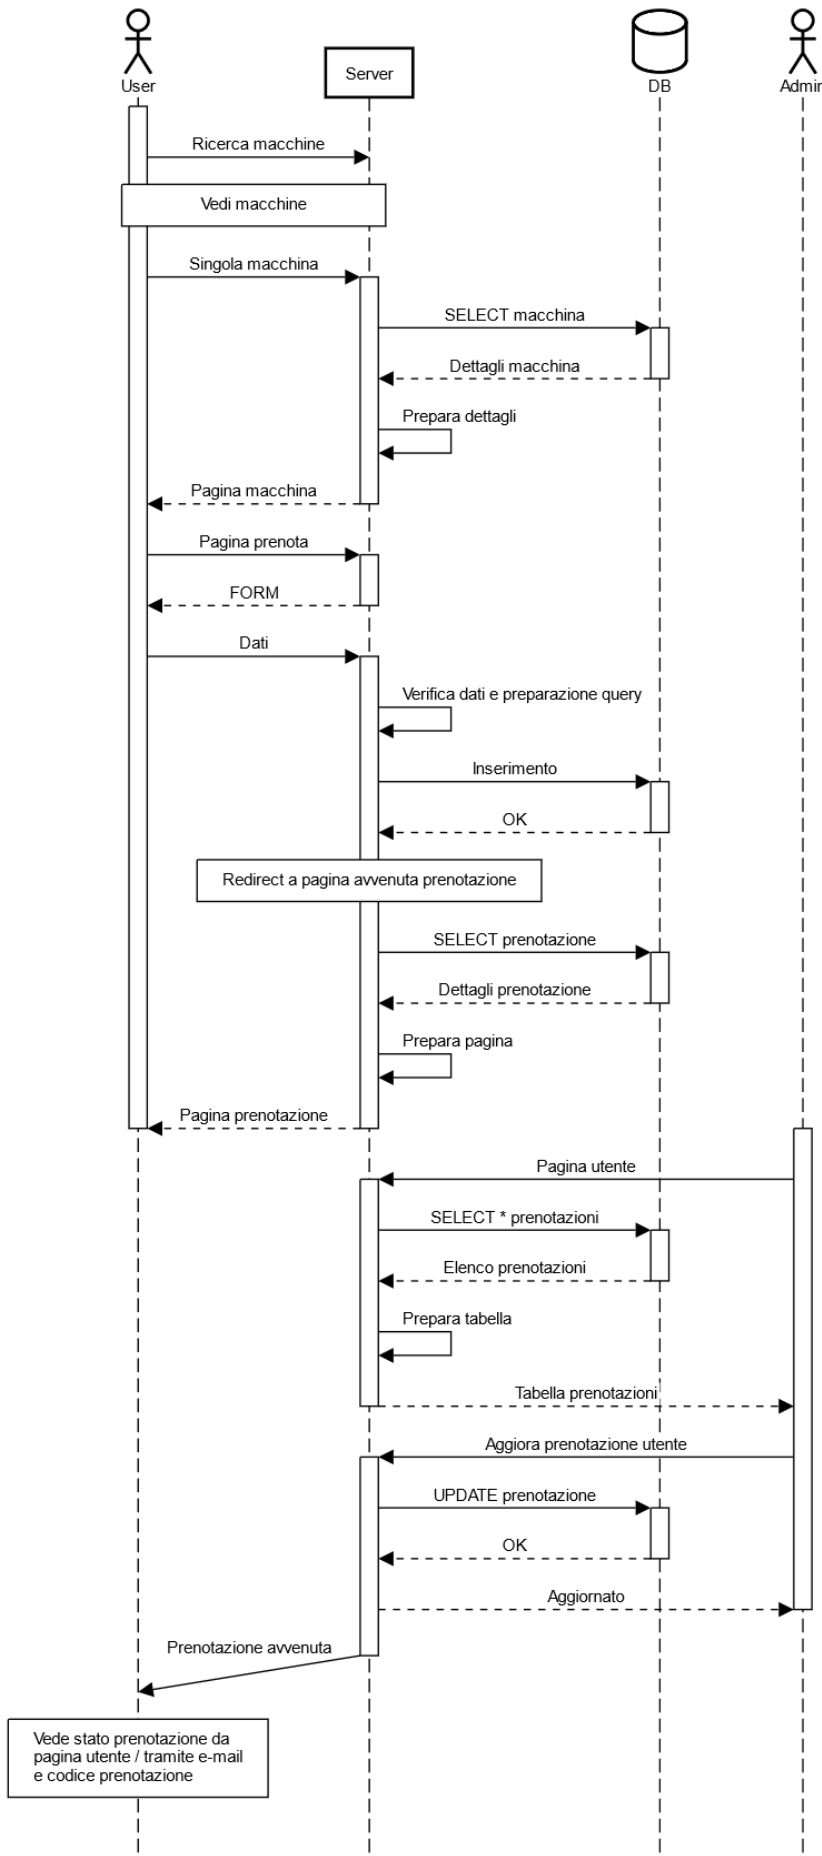 User
Server
DB
Admin
Ricerca macchine
Vedi macchine
Singola macchina
SELECT macchina
Dettagli macchina
Prepara dettagli
Pagina macchina
Pagina prenota
FORM
Dati
Verifica dati e preparazione query
Inserimento
OK
Redirect a pagina avvenuta prenotazione
SELECT prenotazione
Dettagli prenotazione
Prepara pagina
Pagina prenotazione
Pagina utente
SELECT * prenotazioni
Elenco prenotazioni
Prepara tabella
Tabella prenotazioni
Aggiora prenotazione utente
UPDATE prenotazione
OK
Aggiornato
Prenotazione avvenuta
Vede stato prenotazione da
pagina utente / tramite e-mail
e codice prenotazione